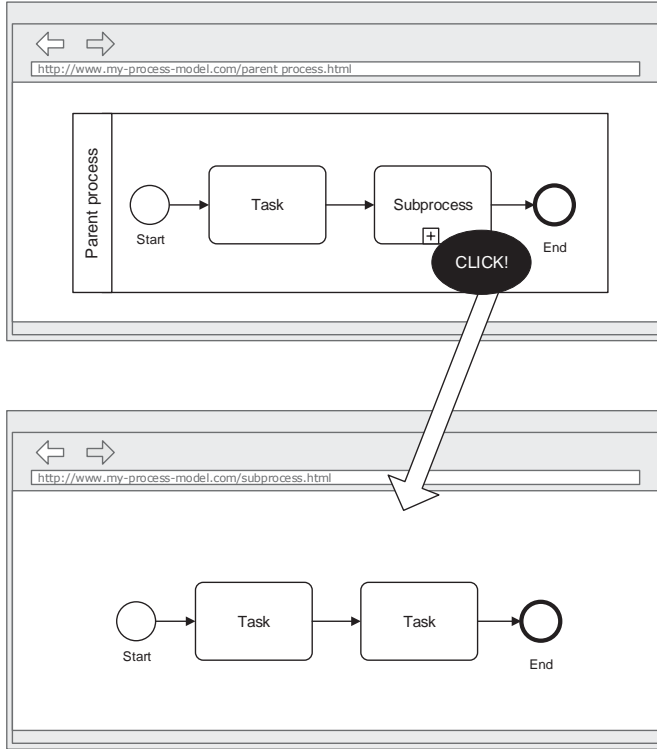 http://www.my-process-model.com/parent process.html
Parent process
Start
Task
Subprocess
End
CLICK!
http://www.my-process-model.com/subprocess.html
Start
Task
Task
End